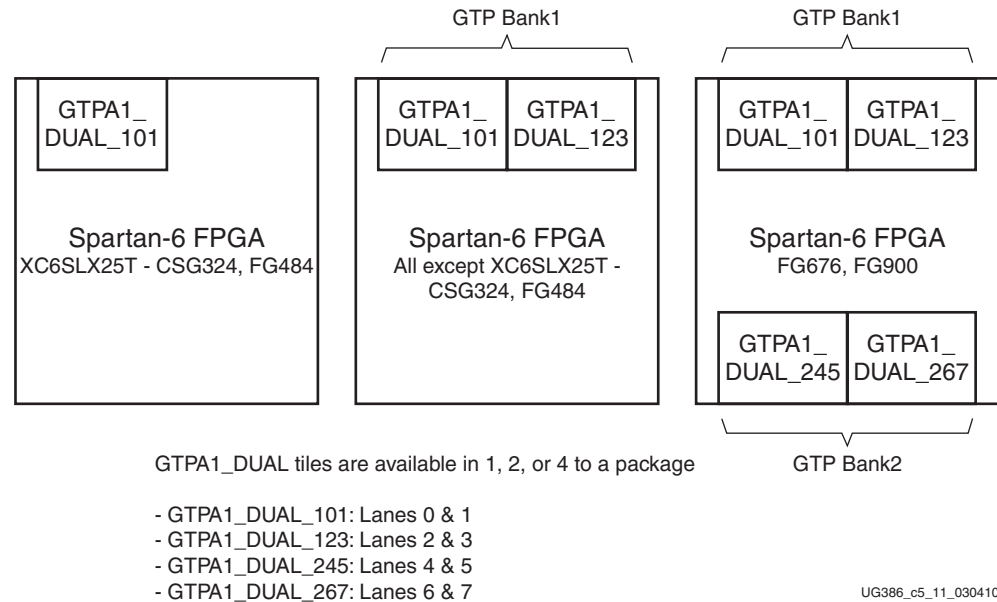 GTP Bank1
GTP Bank1
GTPA1_
DUAL_101
GTPA1_
DUAL_101
GTPA1_
DUAL_123
GTPA1_
DUAL_101
GTPA1_
DUAL_123
Spartan-6 FPGA
XC6SLX25T - CSG324, FG484
Spartan-6 FPGA
All except XC6SLX25T -
CSG324, FG484
Spartan-6 FPGA
FG676, FG900
GTPA1_
DUAL_245
GTPA1_
DUAL_267
GTP Bank2
GTPA1_DUAL tiles are available in 1, 2, or 4 to a package
- GTPA1_DUAL_101: Lanes 0 & 1
- GTPA1_DUAL_123: Lanes 2 & 3
- GTPA1_DUAL_245: Lanes 4 & 5
- GTPA1_DUAL_267: Lanes 6 & 7
UG386_c5_11_030410